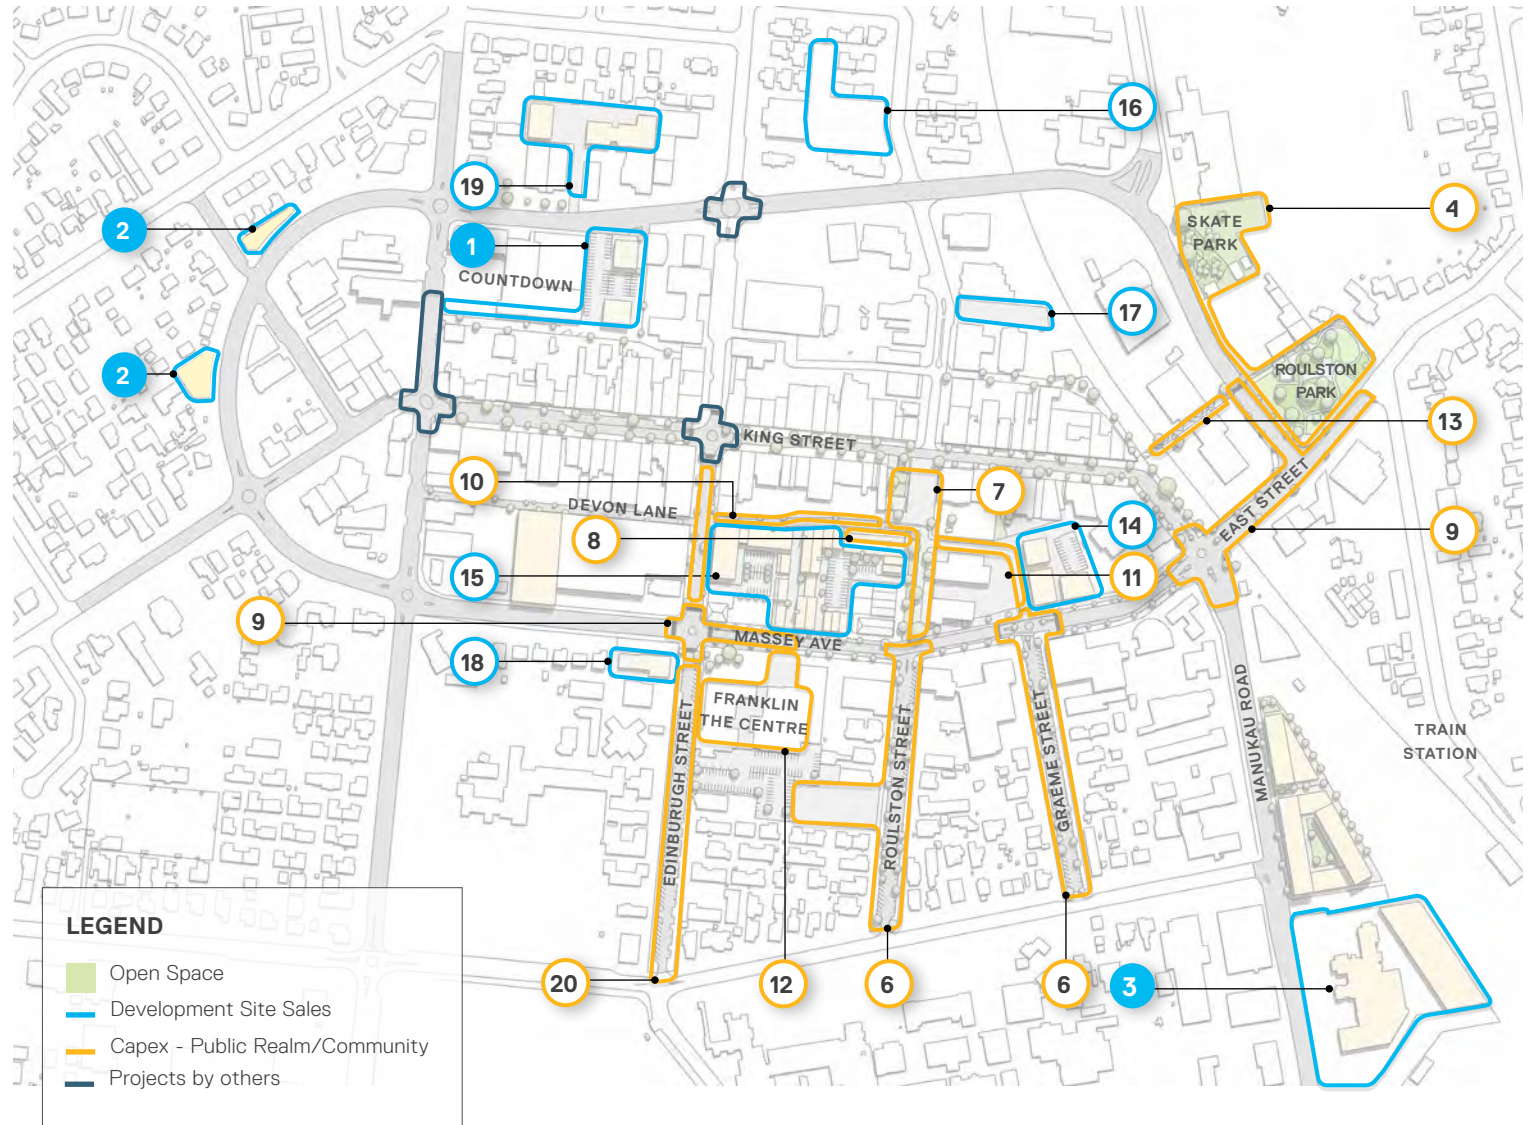 16
19
4
SKATE
PARK
2
1
COUNTDOWN
17
2
ROULSTON
PARK
13
KING STREET
10
7
DEVON LANE
8
14
EAST STREET
9
15
11
9
MASSEY AVE
18
FRANKLIN
THE CENTRE
EDINBURGH STREET
ROULSTON STREET
GRAEME STREET
MANUKAU ROAD
TRAIN
STATION
20
12
6
6
3
LEGEND
Open Space
Development Site Sales
Capex - Public Realm/Community
Projects by others